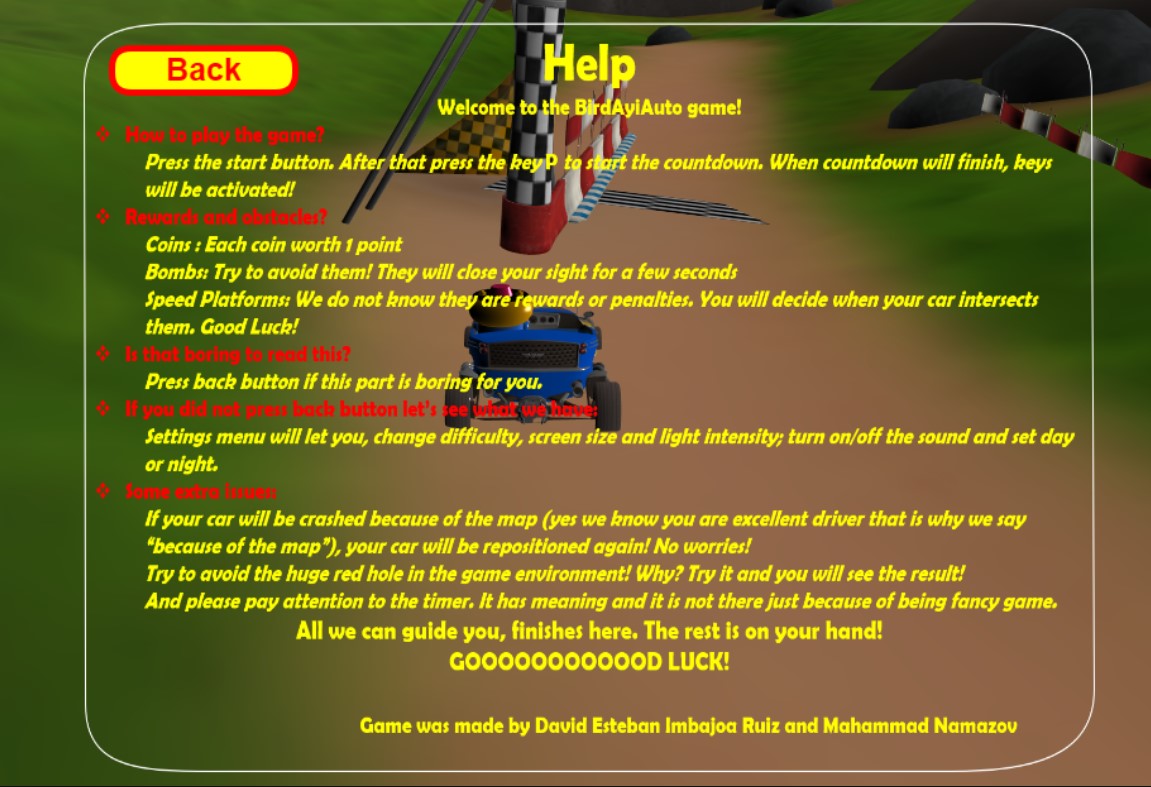 Back
Help
Welcome to the BirdAyiAuto game!
❖ How to play the game?
Press the start button. After that press the key P to start the countdown. When countdown will finish, keys
will be activated!
❖ Rewards and obstacles?
Coins : Each coin worth 1 point
Bombs: Try to avoid them! They will close your sight for a few seconds
Speed Platforms: We do not know they are rewards or penalties. You will decide when your car intersects
them. Good Luck!
❖ Is that boring to read this?
Press back button if this part is boring for you.
❖ If you did not press back button let's see what we have:
Settings menu will let you, change difficulty, screen size and light intensity; turn on/off the sound and set day
or night.
❖ Some extra issues:
If your car will be crashed because of the map (yes we know you are excellent driver that is why we say
“because of the map”), your car will be repositioned again! No worries!
Try to avoid the huge red hole in the game environment! Why? Try it and you will see the result!
And please pay attention to the timer. It has meaning and it is not there just because of being fancy game.
All we can guide you, finishes here. The rest is on your hand!
GOOOOOOOOOOOD LUCK!
Game was made by David Esteban Imbajoa Ruiz and Mahammad Namazov